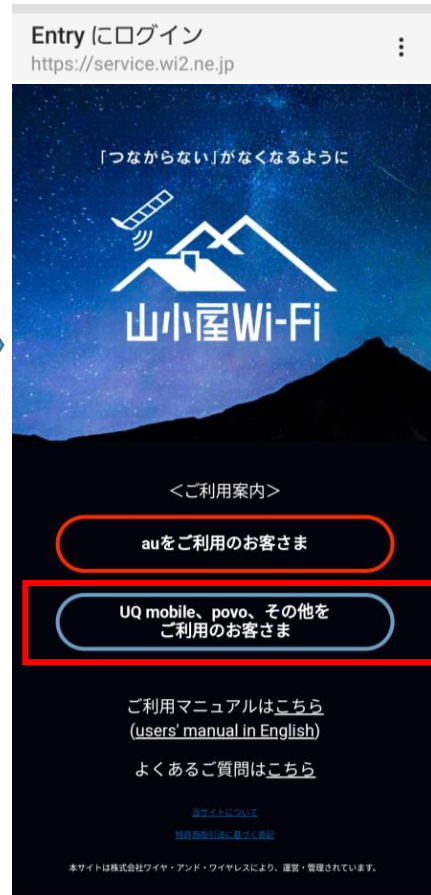 Entry にログイン
https://service.wi2.ne.jp
「つながらない」がなくなるように
山小屋Wi-Fi
＜ご利用案内＞
auをご利用のお客さま
UQ mobile、povo、その他を
ご利用のお客さま
ご利用マニュアルはこちら
(users' manual in English)
よくあるご質問はこちら
当サイトについて
特定商取引法に基づく表記
本サイトは株式会社ワイヤ・アンド・ワイヤレスにより、運営・管理されています。